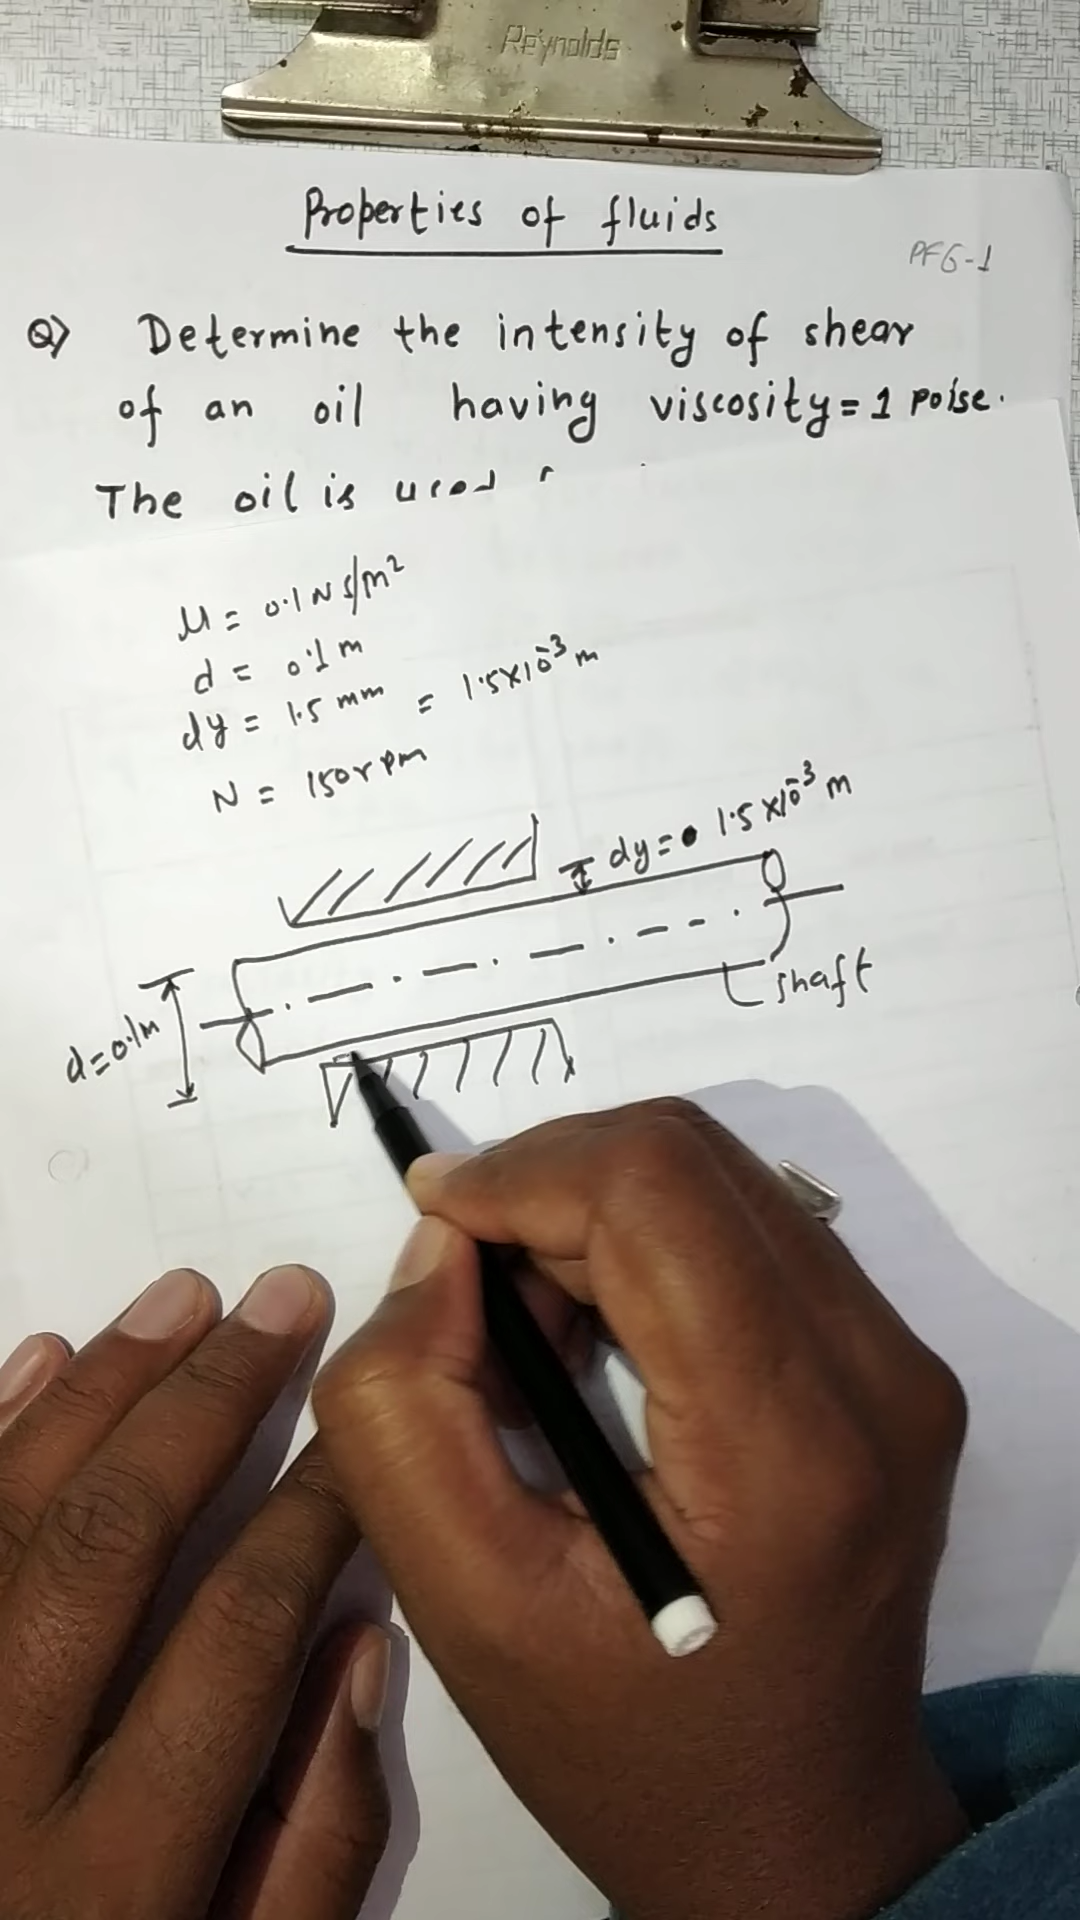 Reynolds
Properties of fluids
PFG-1
Q) Determine the intensity of shear
of an oil having viscosity = 1 poise.
The oil is used
μ = 0.1 N s/m²
d = 0.1 m
dy = 1.5 mm = 1.5×10⁻³ m
N = 150 rpm
dy = 1.5×10⁻³ m
d = 0.1m
shaft